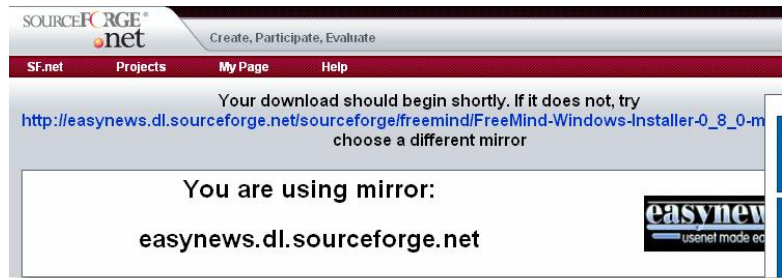 SOURCEFORGE®
.net
Create, Participate, Evaluate
SF.net Projects My Page Help
Your download should begin shortly. If it does not, try
http://easynews.dl.sourceforge.net/sourceforge/freemind/FreeMind-Windows-Installer-0_8_0-m
choose a different mirror
You are using mirror:
easynews.dl.sourceforge.net
easynew
usenet made ea